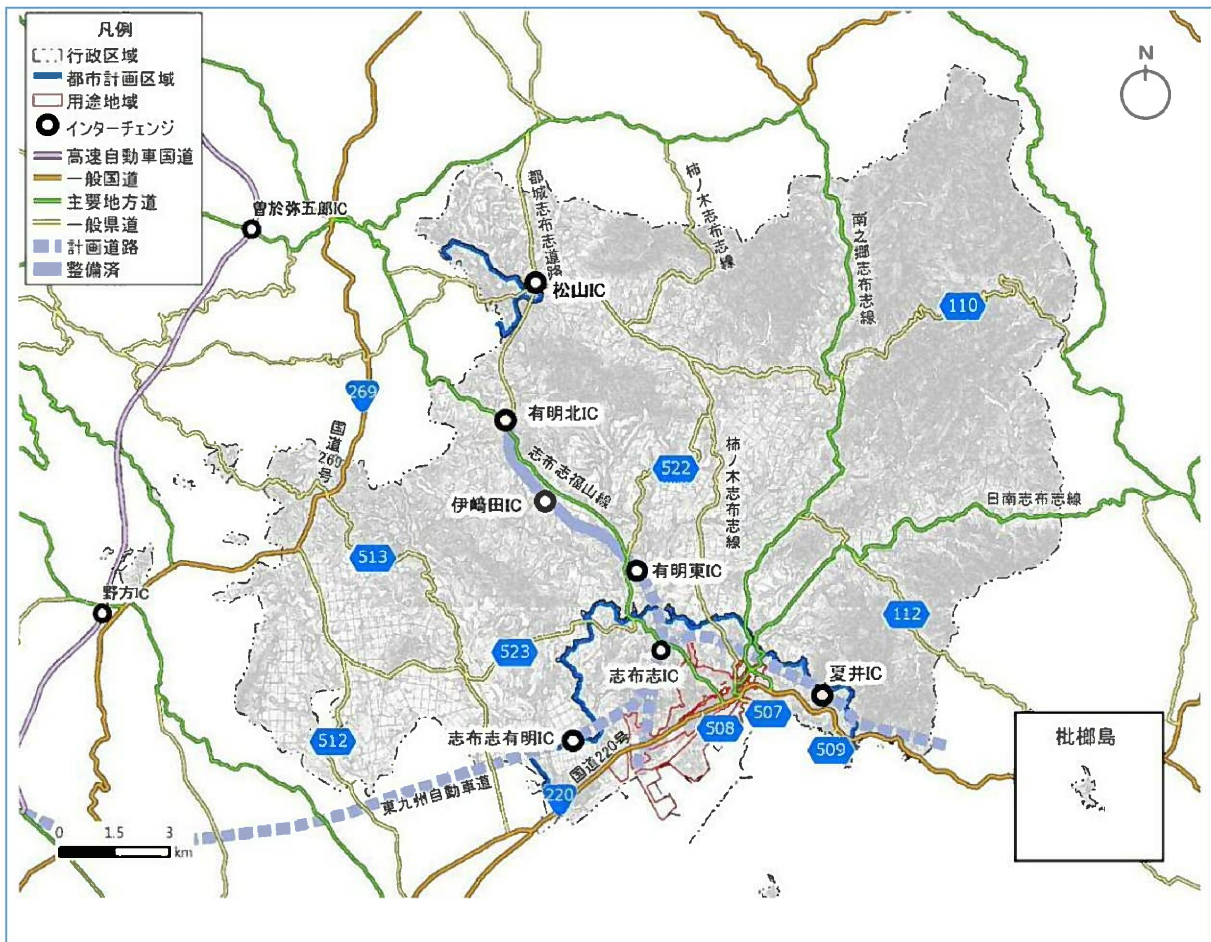 凡例
行政区域
都市計画区域
用途地域
インターチェンジ
高速自動車国道
一般国道
主要地方道
一般県道
計画道路
整備済
N
曽於弥五郎IC
都城志布志道路
柿ノ木志布志線
南之郷志布志線
松山IC
110
269
国道269号
有明北IC
志布志福山線
522
柿ノ木志布志線
伊﨑田IC
日南志布志線
513
有明東IC
野方IC
112
523
志布志IC
夏井IC
507
508
509
512
志布志有明IC
国道220号
220
東九州自動車道
枇榔島
0 1.5 3
km